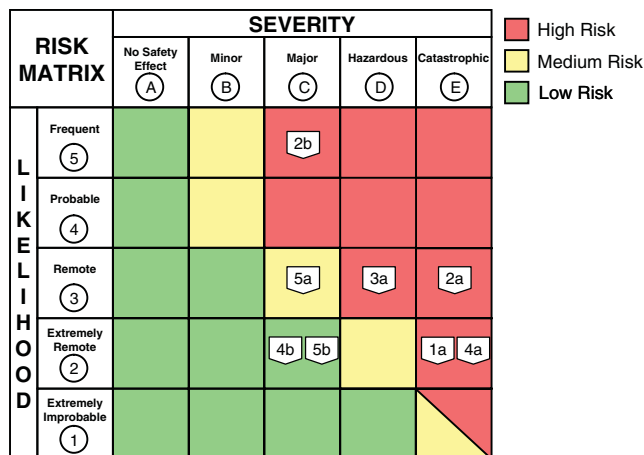 RISK
MATRIX
SEVERITY
No Safety
Effect
A
Minor
B
Major
C
Hazardous
D
Catastrophic
E
High Risk
Medium Risk
Low Risk
LIKELIHOOD
Frequent
5
2b
Probable
4
Remote
3
5a
3a
2a
Extremely
Remote
2
4b 5b
1a 4a
Extremely
Improbable
1